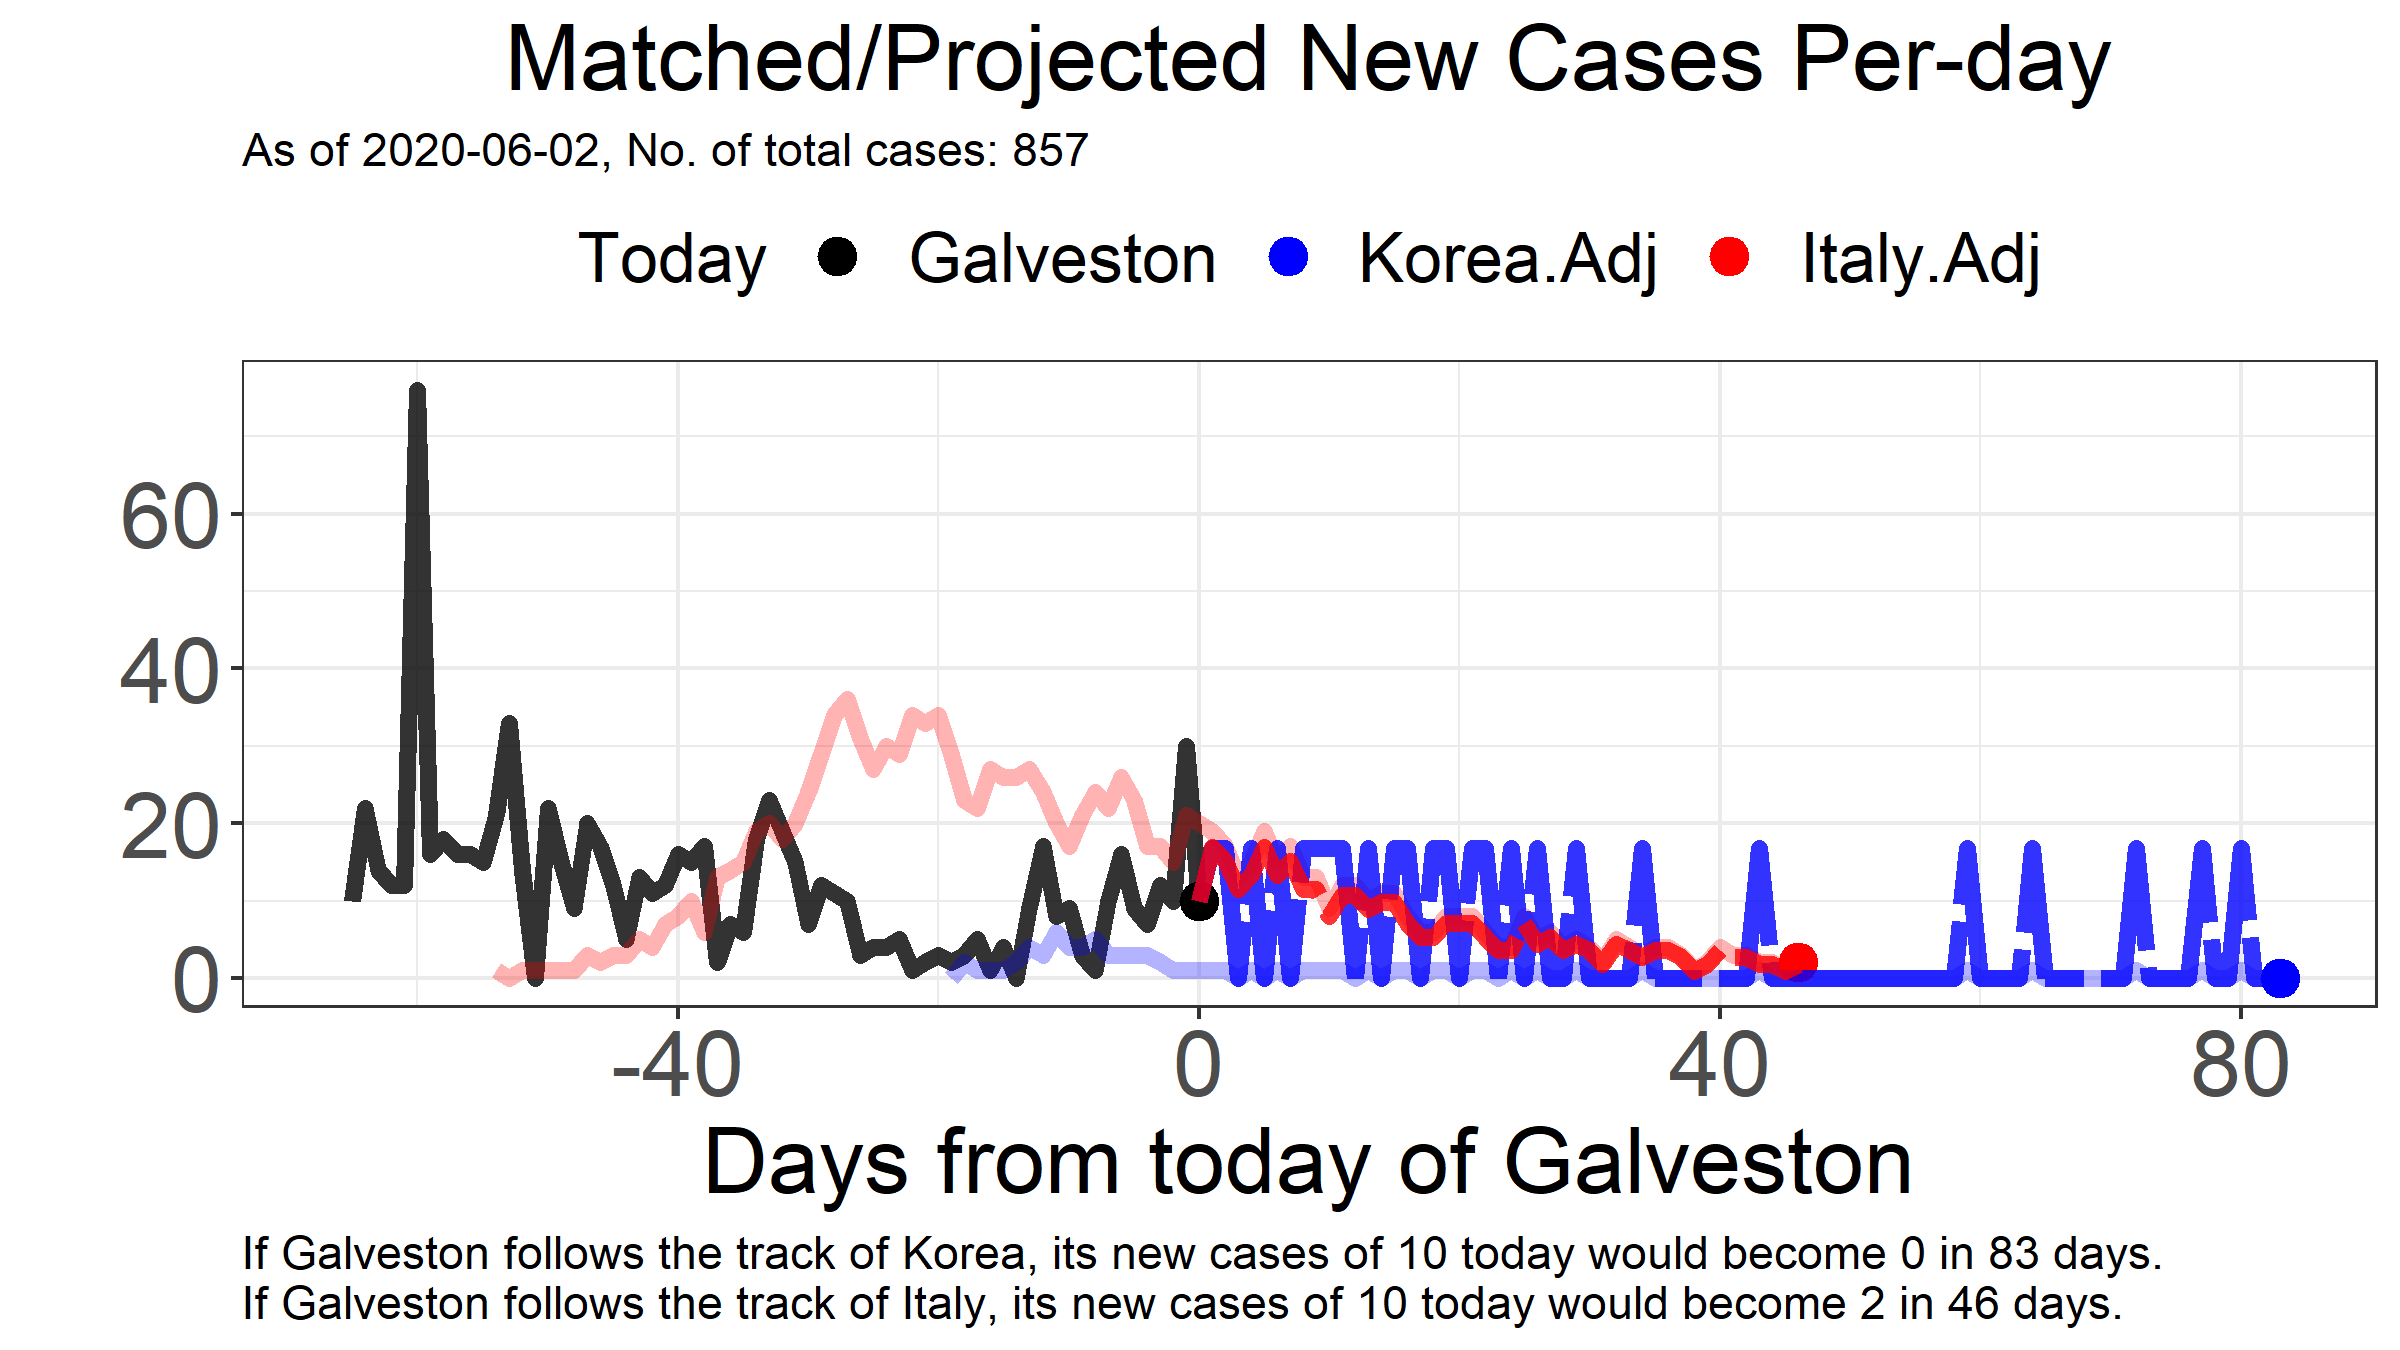 Matched/Projected New Cases Per-day
As of 2020-06-02, No. of total cases: 857
Today Galveston Korea.Adj Italy.Adj
60
40
20
0
-40 0 40 80
Days from today of Galveston
If Galveston follows the track of Korea, its new cases of 10 today would become 0 in 83 days.
If Galveston follows the track of Italy, its new cases of 10 today would become 2 in 46 days.